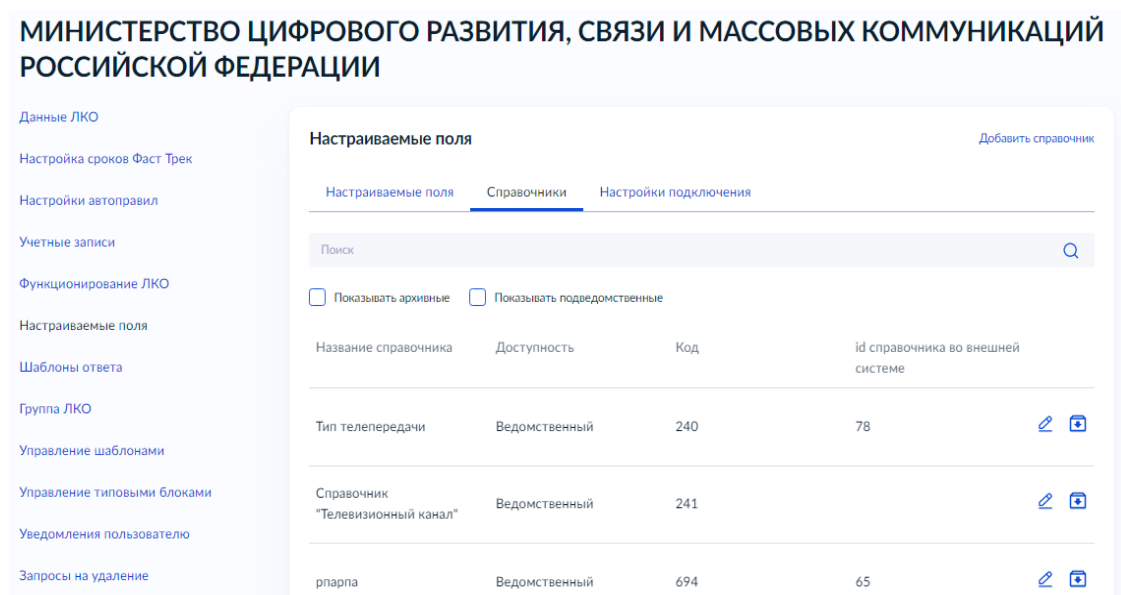 МИНИСТЕРСТВО ЦИФРОВОГО РАЗВИТИЯ, СВЯЗИ И МАССОВЫХ КОММУНИКАЦИЙ
РОССИЙСКОЙ ФЕДЕРАЦИИ
Данные ЛКО
Настройка сроков Фаст Трек
Настройки автоправил
Учетные записи
Функционирование ЛКО
Настраиваемые поля
Шаблоны ответа
Группа ЛКО
Управление шаблонами
Управление типовыми блоками
Уведомления пользователю
Запросы на удаление
Настраиваемые поля
Добавить справочник
Настраиваемые поля Справочники Настройки подключения
Поиск
Показывать архивные Показывать подведомственные
Название справочника Доступность Код id справочника во внешней
системе
Тип телепередачи Ведомственный 240 78
Справочник
"Телевизионный канал" Ведомственный 241
рпарпа Ведомственный 694 65